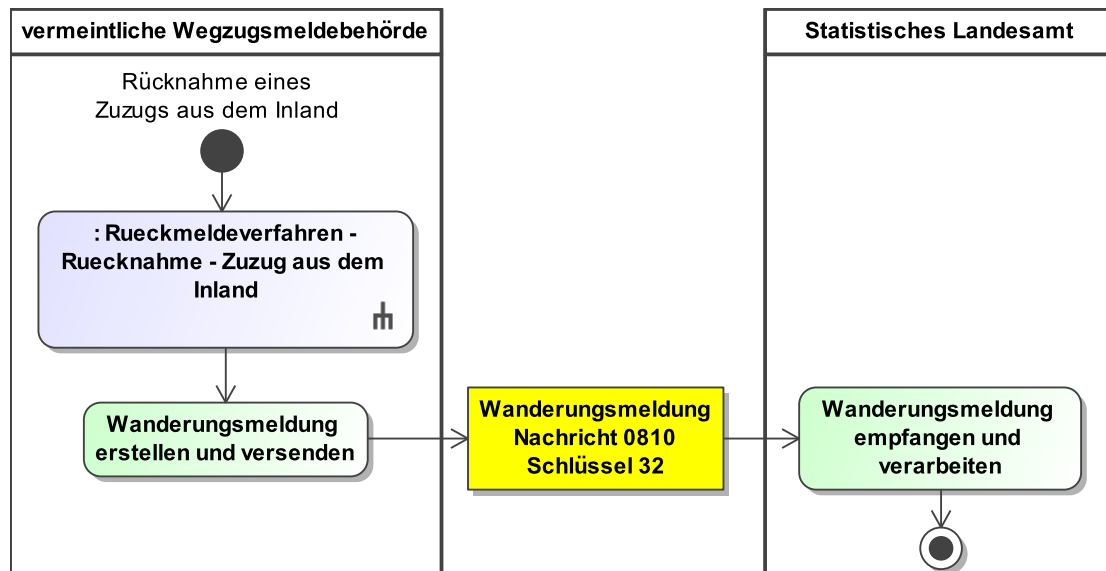 vermeintliche Wegzugsmeldebehörde
Statistisches Landesamt
Rücknahme eines
Zuzugs aus dem Inland
: Rueckmeldeverfahren -
Ruecknahme - Zuzug aus dem
Inland
Wanderungsmeldung
erstellen und versenden
Wanderungsmeldung
Nachricht 0810
Schlüssel 32
Wanderungsmeldung
empfangen und
verarbeiten